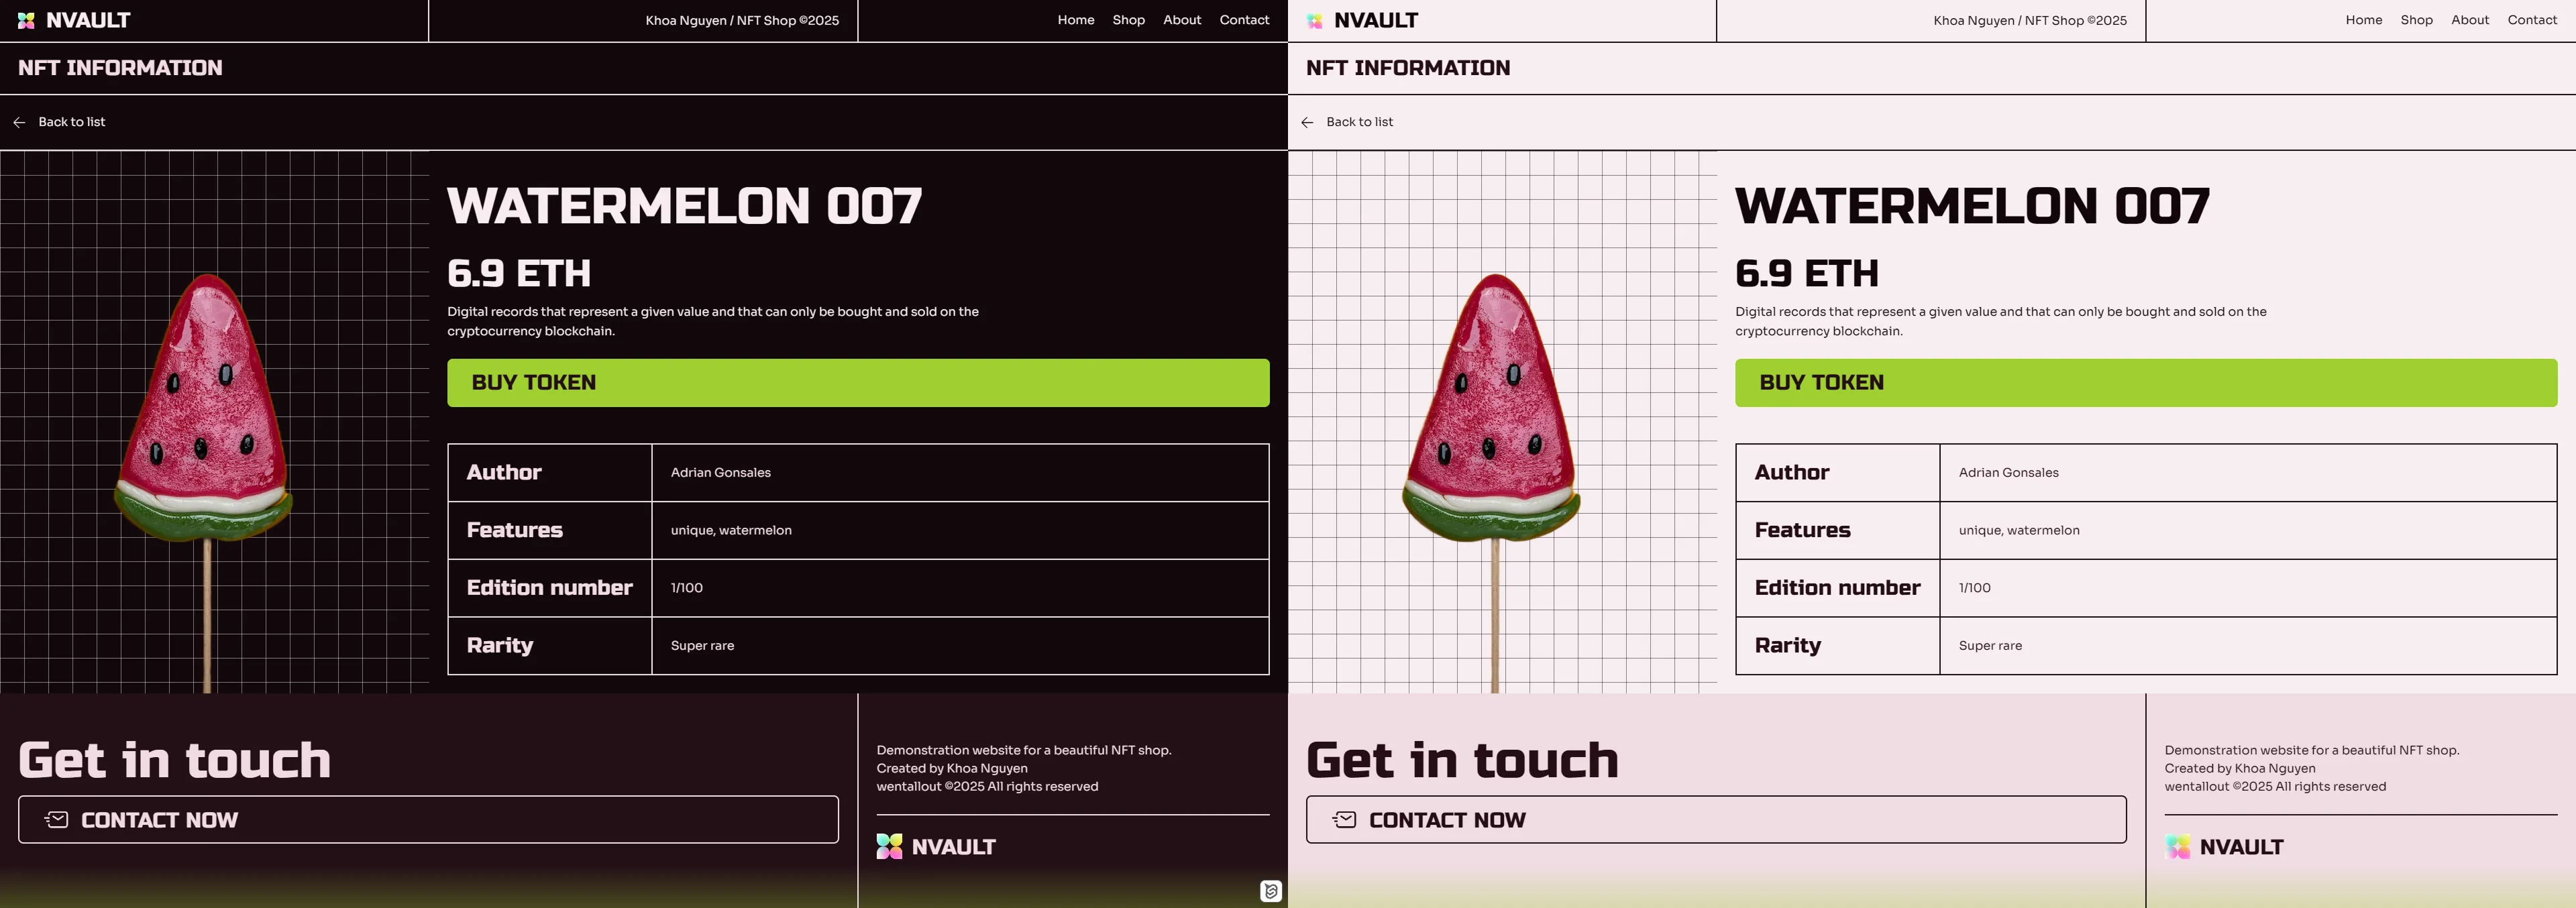 NVAULT
Khoa Nguyen / NFT Shop ©2025
Home Shop About Contact
NFT INFORMATION
Back to list
WATERMELON 007
6.9 ETH
Digital records that represent a given value and that can only be bought and sold on the
cryptocurrency blockchain.
BUY TOKEN
Author Adrian Gonsales
Features unique, watermelon
Edition number 1/100
Rarity Super rare
Get in touch
CONTACT NOW
Demonstration website for a beautiful NFT shop.
Created by Khoa Nguyen
wentallout ©2025 All rights reserved
NVAULT
NVAULT
Khoa Nguyen / NFT Shop ©2025
Home Shop About Contact
NFT INFORMATION
Back to list
WATERMELON 007
6.9 ETH
Digital records that represent a given value and that can only be bought and sold on the
cryptocurrency blockchain.
BUY TOKEN
Author Adrian Gonsales
Features unique, watermelon
Edition number 1/100
Rarity Super rare
Get in touch
CONTACT NOW
Demonstration website for a beautiful NFT shop.
Created by Khoa Nguyen
wentallout ©2025 All rights reserved
NVAULT